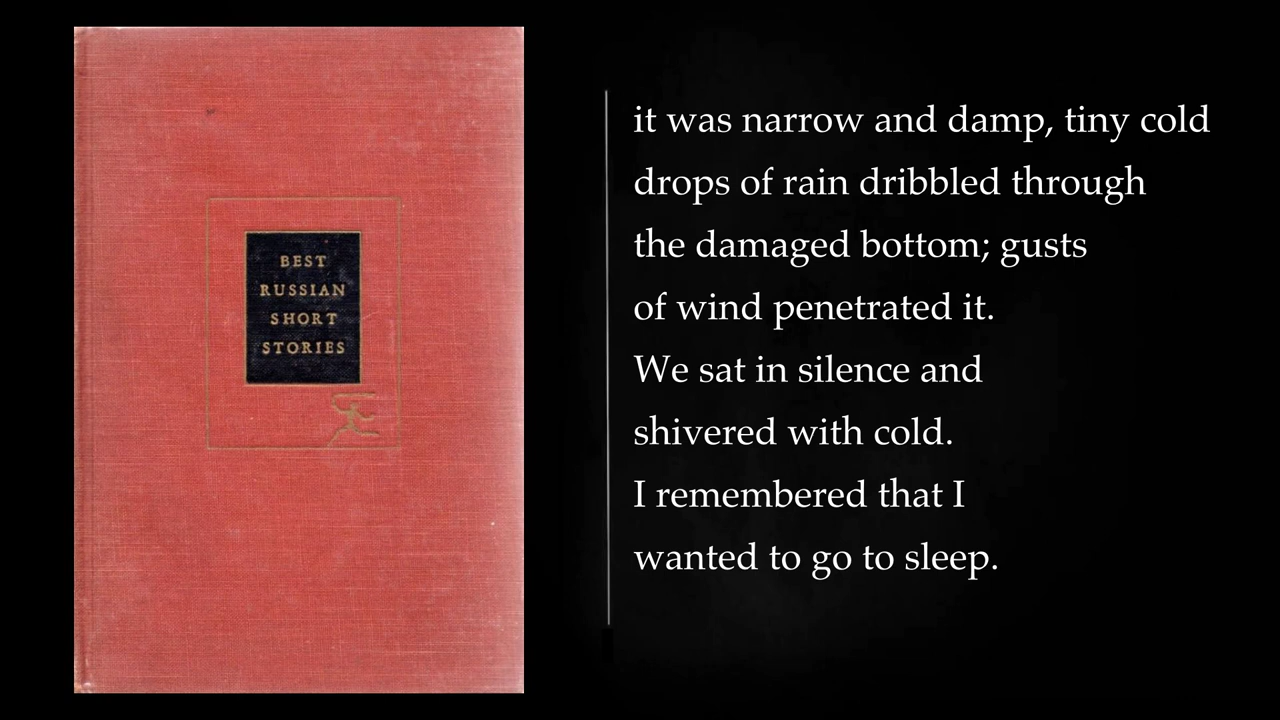 BEST
RUSSIAN
SHORT
STORIES
it was narrow and damp, tiny cold
drops of rain dribbled through
the damaged bottom; gusts
of wind penetrated it.
We sat in silence and
shivered with cold.
I remembered that I
wanted to go to sleep.